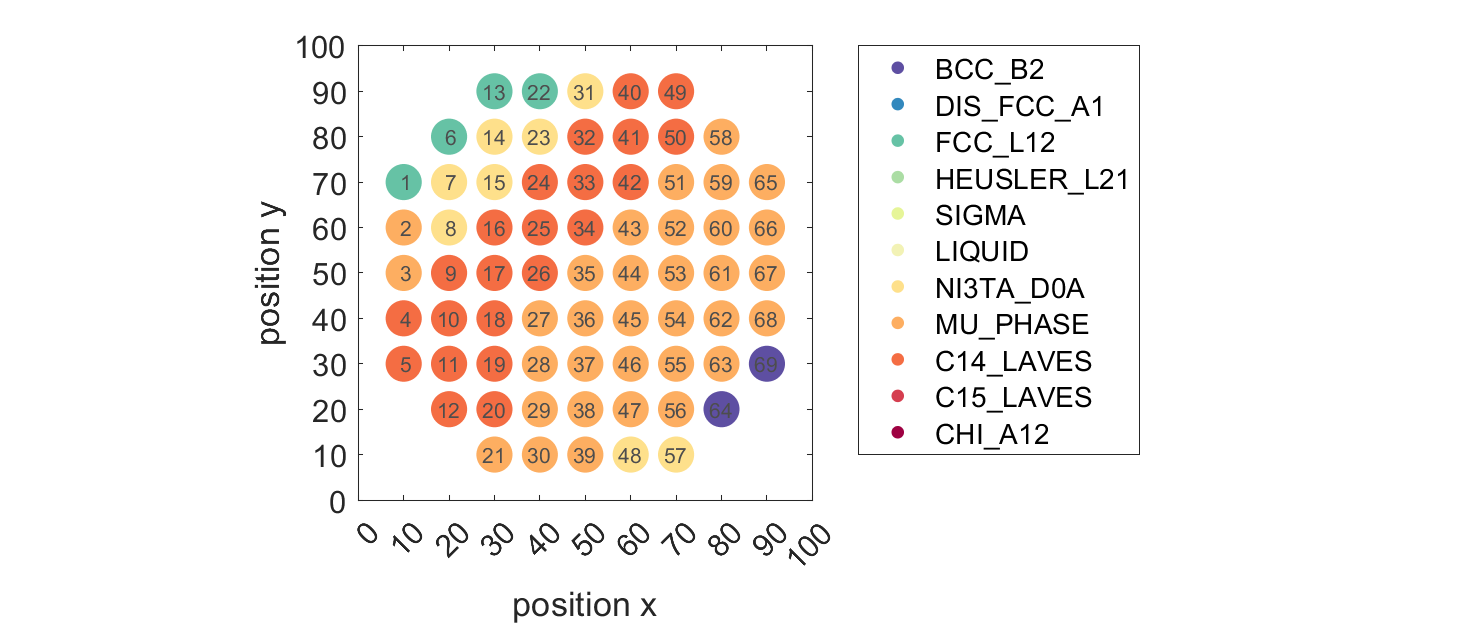 100
90
80
70
60
50
40
30
20
10
0
position y
13 22 31 40 49
6 14 23 32 41 50 58
1 7 15 24 33 42 51 59 65
2 8 16 25 34 43 52 60 66
3 9 17 26 35 44 53 61 67
4 10 18 27 36 45 54 62 68
5 11 19 28 37 46 55 63 69
12 20 29 38 47 56 64
21 30 39 48 57
0 10 20 30 40 50 60 70 80 90 100
position x
BCC_B2
DIS_FCC_A1
FCC_L12
HEUSLER_L21
SIGMA
LIQUID
NI3TA_D0A
MU_PHASE
C14_LAVES
C15_LAVES
CHI_A12